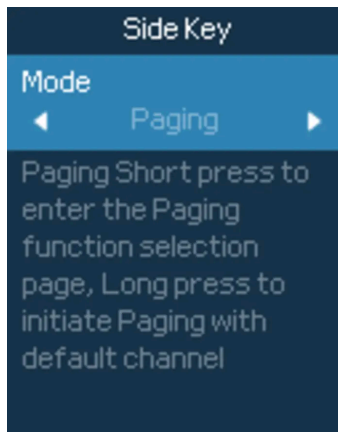 Side Key
Mode
Paging
Paging Short press to
enter the Paging
function selection
page, Long press to
initiate Paging with
default channel